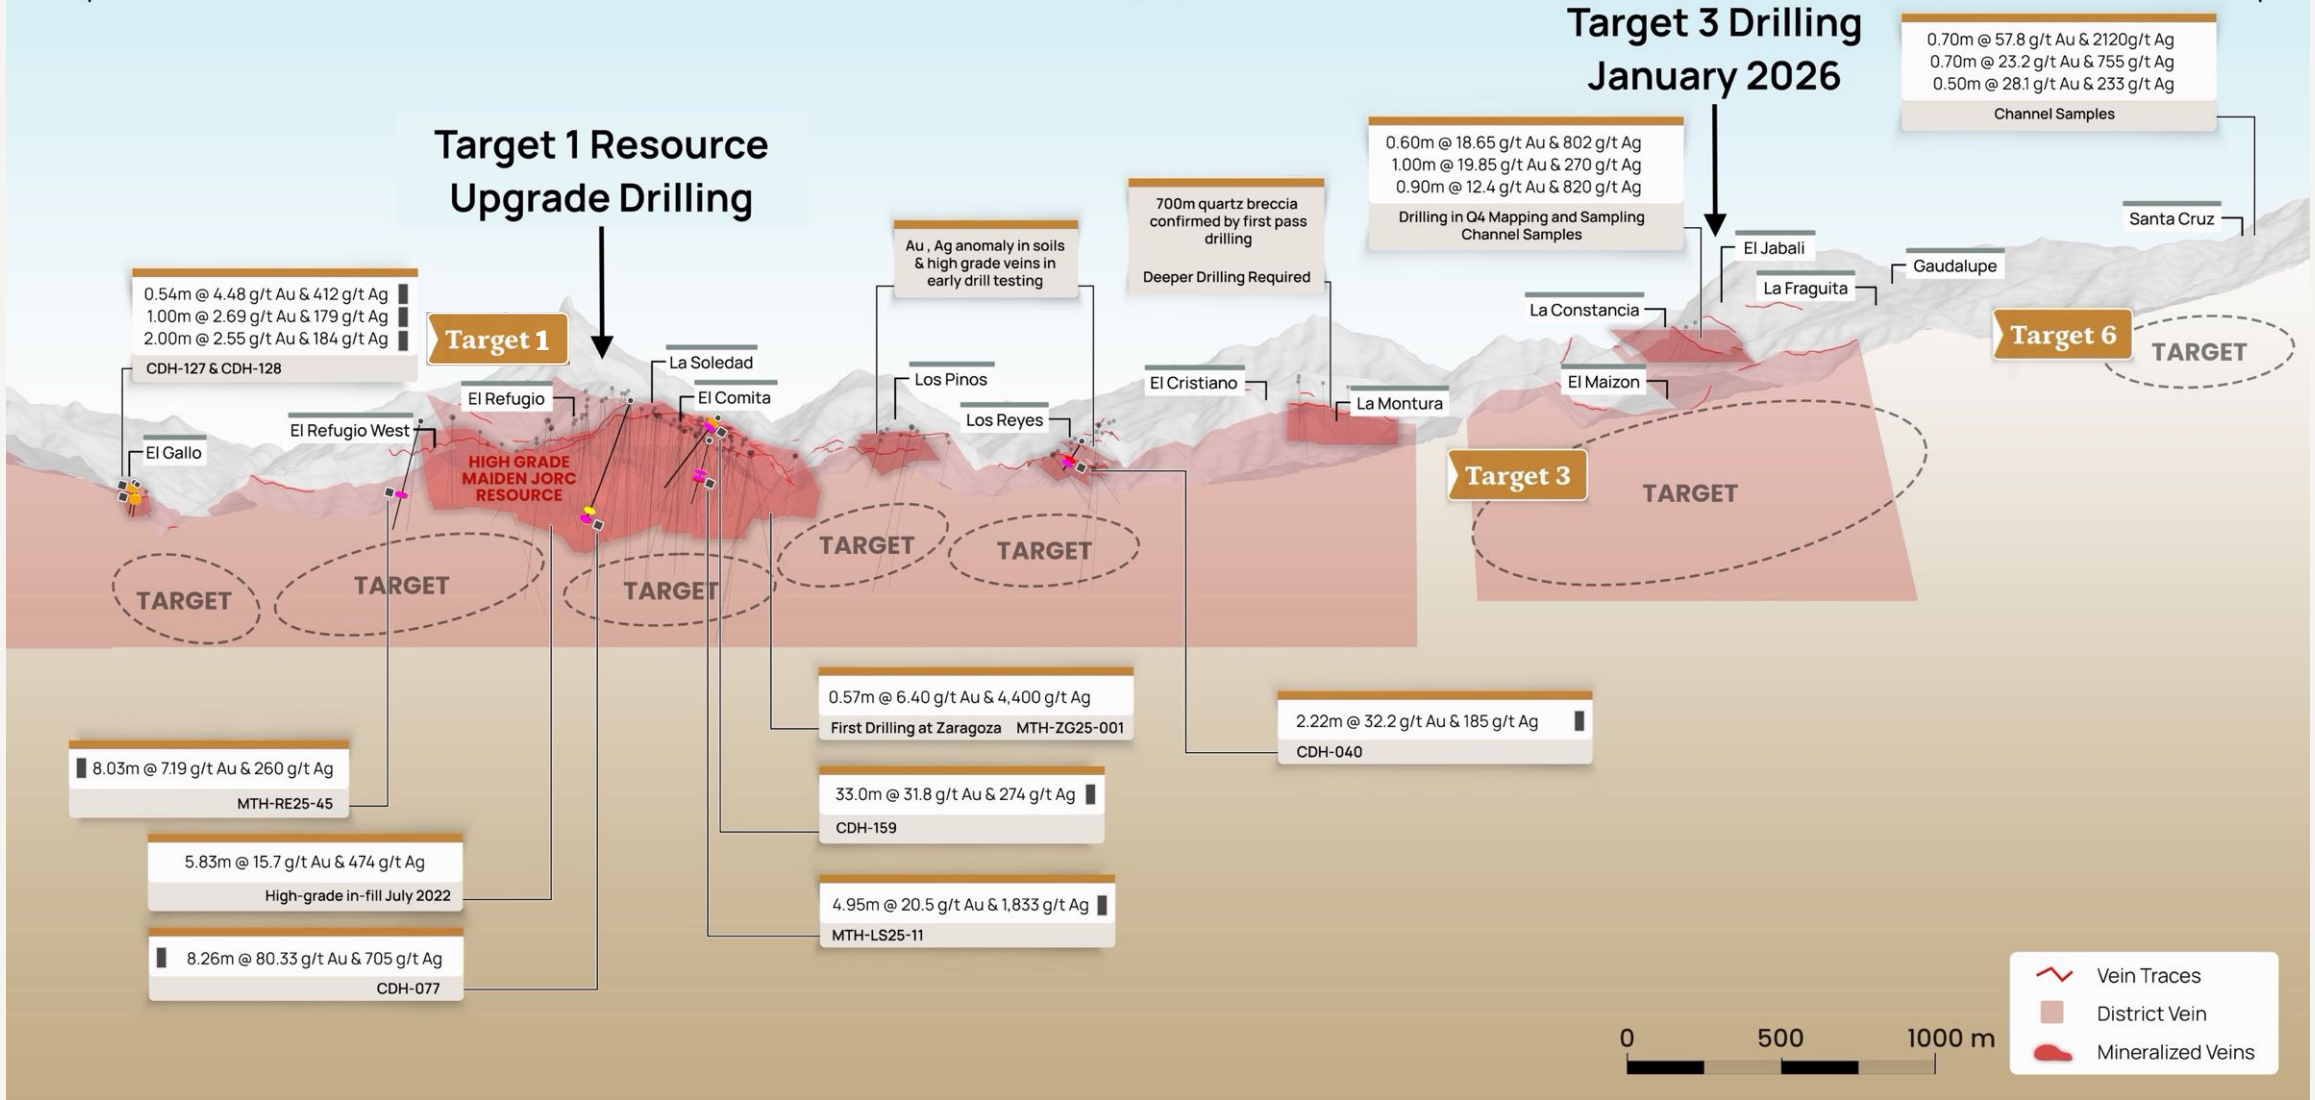 Target 3 Drilling
January 2026
0.70m @ 57.8 g/t Au & 2120g/t Ag
0.70m @ 23.2 g/t Au & 755 g/t Ag
0.50m @ 28.1 g/t Au & 233 g/t Ag
Channel Samples
Target 1 Resource
Upgrade Drilling
0.60m @ 18.65 g/t Au & 802 g/t Ag
1.00m @ 19.85 g/t Au & 270 g/t Ag
0.90m @ 12.4 g/t Au & 820 g/t Ag
Drilling in Q4 Mapping and Sampling
Channel Samples
700m quartz breccia
confirmed by first pass
drilling
Deeper Drilling Required
Au , Ag anomaly in soils
& high grade veins in
early drill testing
0.54m @ 4.48 g/t Au & 412 g/t Ag
1.00m @ 2.69 g/t Au & 179 g/t Ag
2.00m @ 2.55 g/t Au & 184 g/t Ag
CDH-127 & CDH-128
Target 1
Santa Cruz
El Jabali
Gaudalupe
La Fraguita
La Constancia
Target 6
TARGET
La Soledad
El Refugio
El Comita
Los Pinos
El Cristiano
El Maizon
La Montura
Los Reyes
El Refugio West
El Gallo
HIGH GRADE
MAIDEN JORC
RESOURCE
Target 3
TARGET
TARGET
TARGET
TARGET
TARGET
TARGET
0.57m @ 6.40 g/t Au & 4,400 g/t Ag
First Drilling at Zaragoza MTH-ZG25-001
2.22m @ 32.2 g/t Au & 185 g/t Ag
CDH-040
8.03m @ 7.19 g/t Au & 260 g/t Ag
MTH-RE25-45
33.0m @ 31.8 g/t Au & 274 g/t Ag
CDH-159
5.83m @ 15.7 g/t Au & 474 g/t Ag
High-grade in-fill July 2022
4.95m @ 20.5 g/t Au & 1,833 g/t Ag
MTH-LS25-11
8.26m @ 80.33 g/t Au & 705 g/t Ag
CDH-077
Vein Traces
District Vein
Mineralized Veins
0 500 1000 m